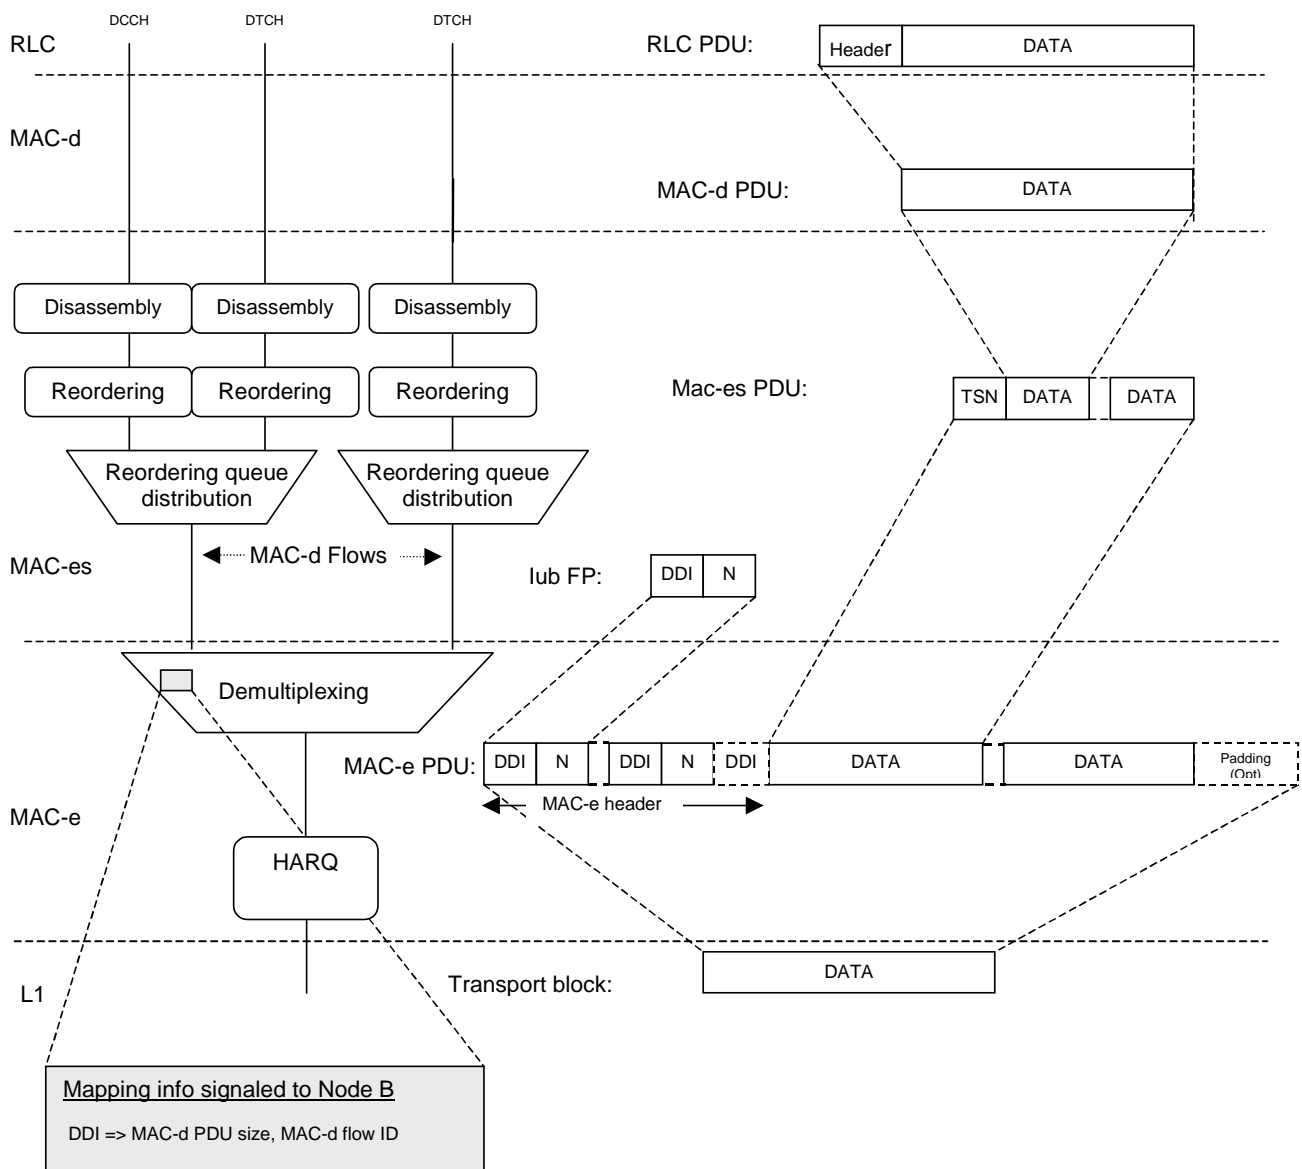 DCCH DTCH DTCH
RLC
RLC PDU:
Header DATA
MAC-d
MAC-d PDU:
DATA
Disassembly Disassembly Disassembly
Reordering Reordering Reordering
Mac-es PDU:
TSN DATA DATA
Reordering queue
distribution
Reordering queue
distribution
MAC-d Flows
MAC-es
Iub FP:
DDI N
Demultiplexing
MAC-e PDU:
DDI N DDI N DDI DATA DATA
Padding
(Opt)
MAC-e header
MAC-e
HARQ
L1
Transport block:
DATA
Mapping info signaled to Node B
DDI => MAC-d PDU size, MAC-d flow ID